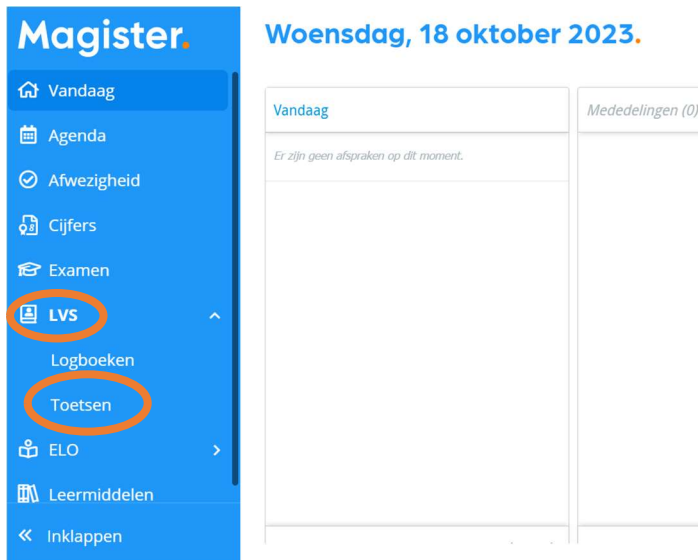 Magister.
Vandaag
Agenda
Afwezigheid
Cijfers
Examen
LVS
Logboeken
Toetsen
ELO
Leermiddelen
Inklappen
Woensdag, 18 oktober 2023.
Vandaag
Er zijn geen afspraken op dit moment.
Mededelingen (0)